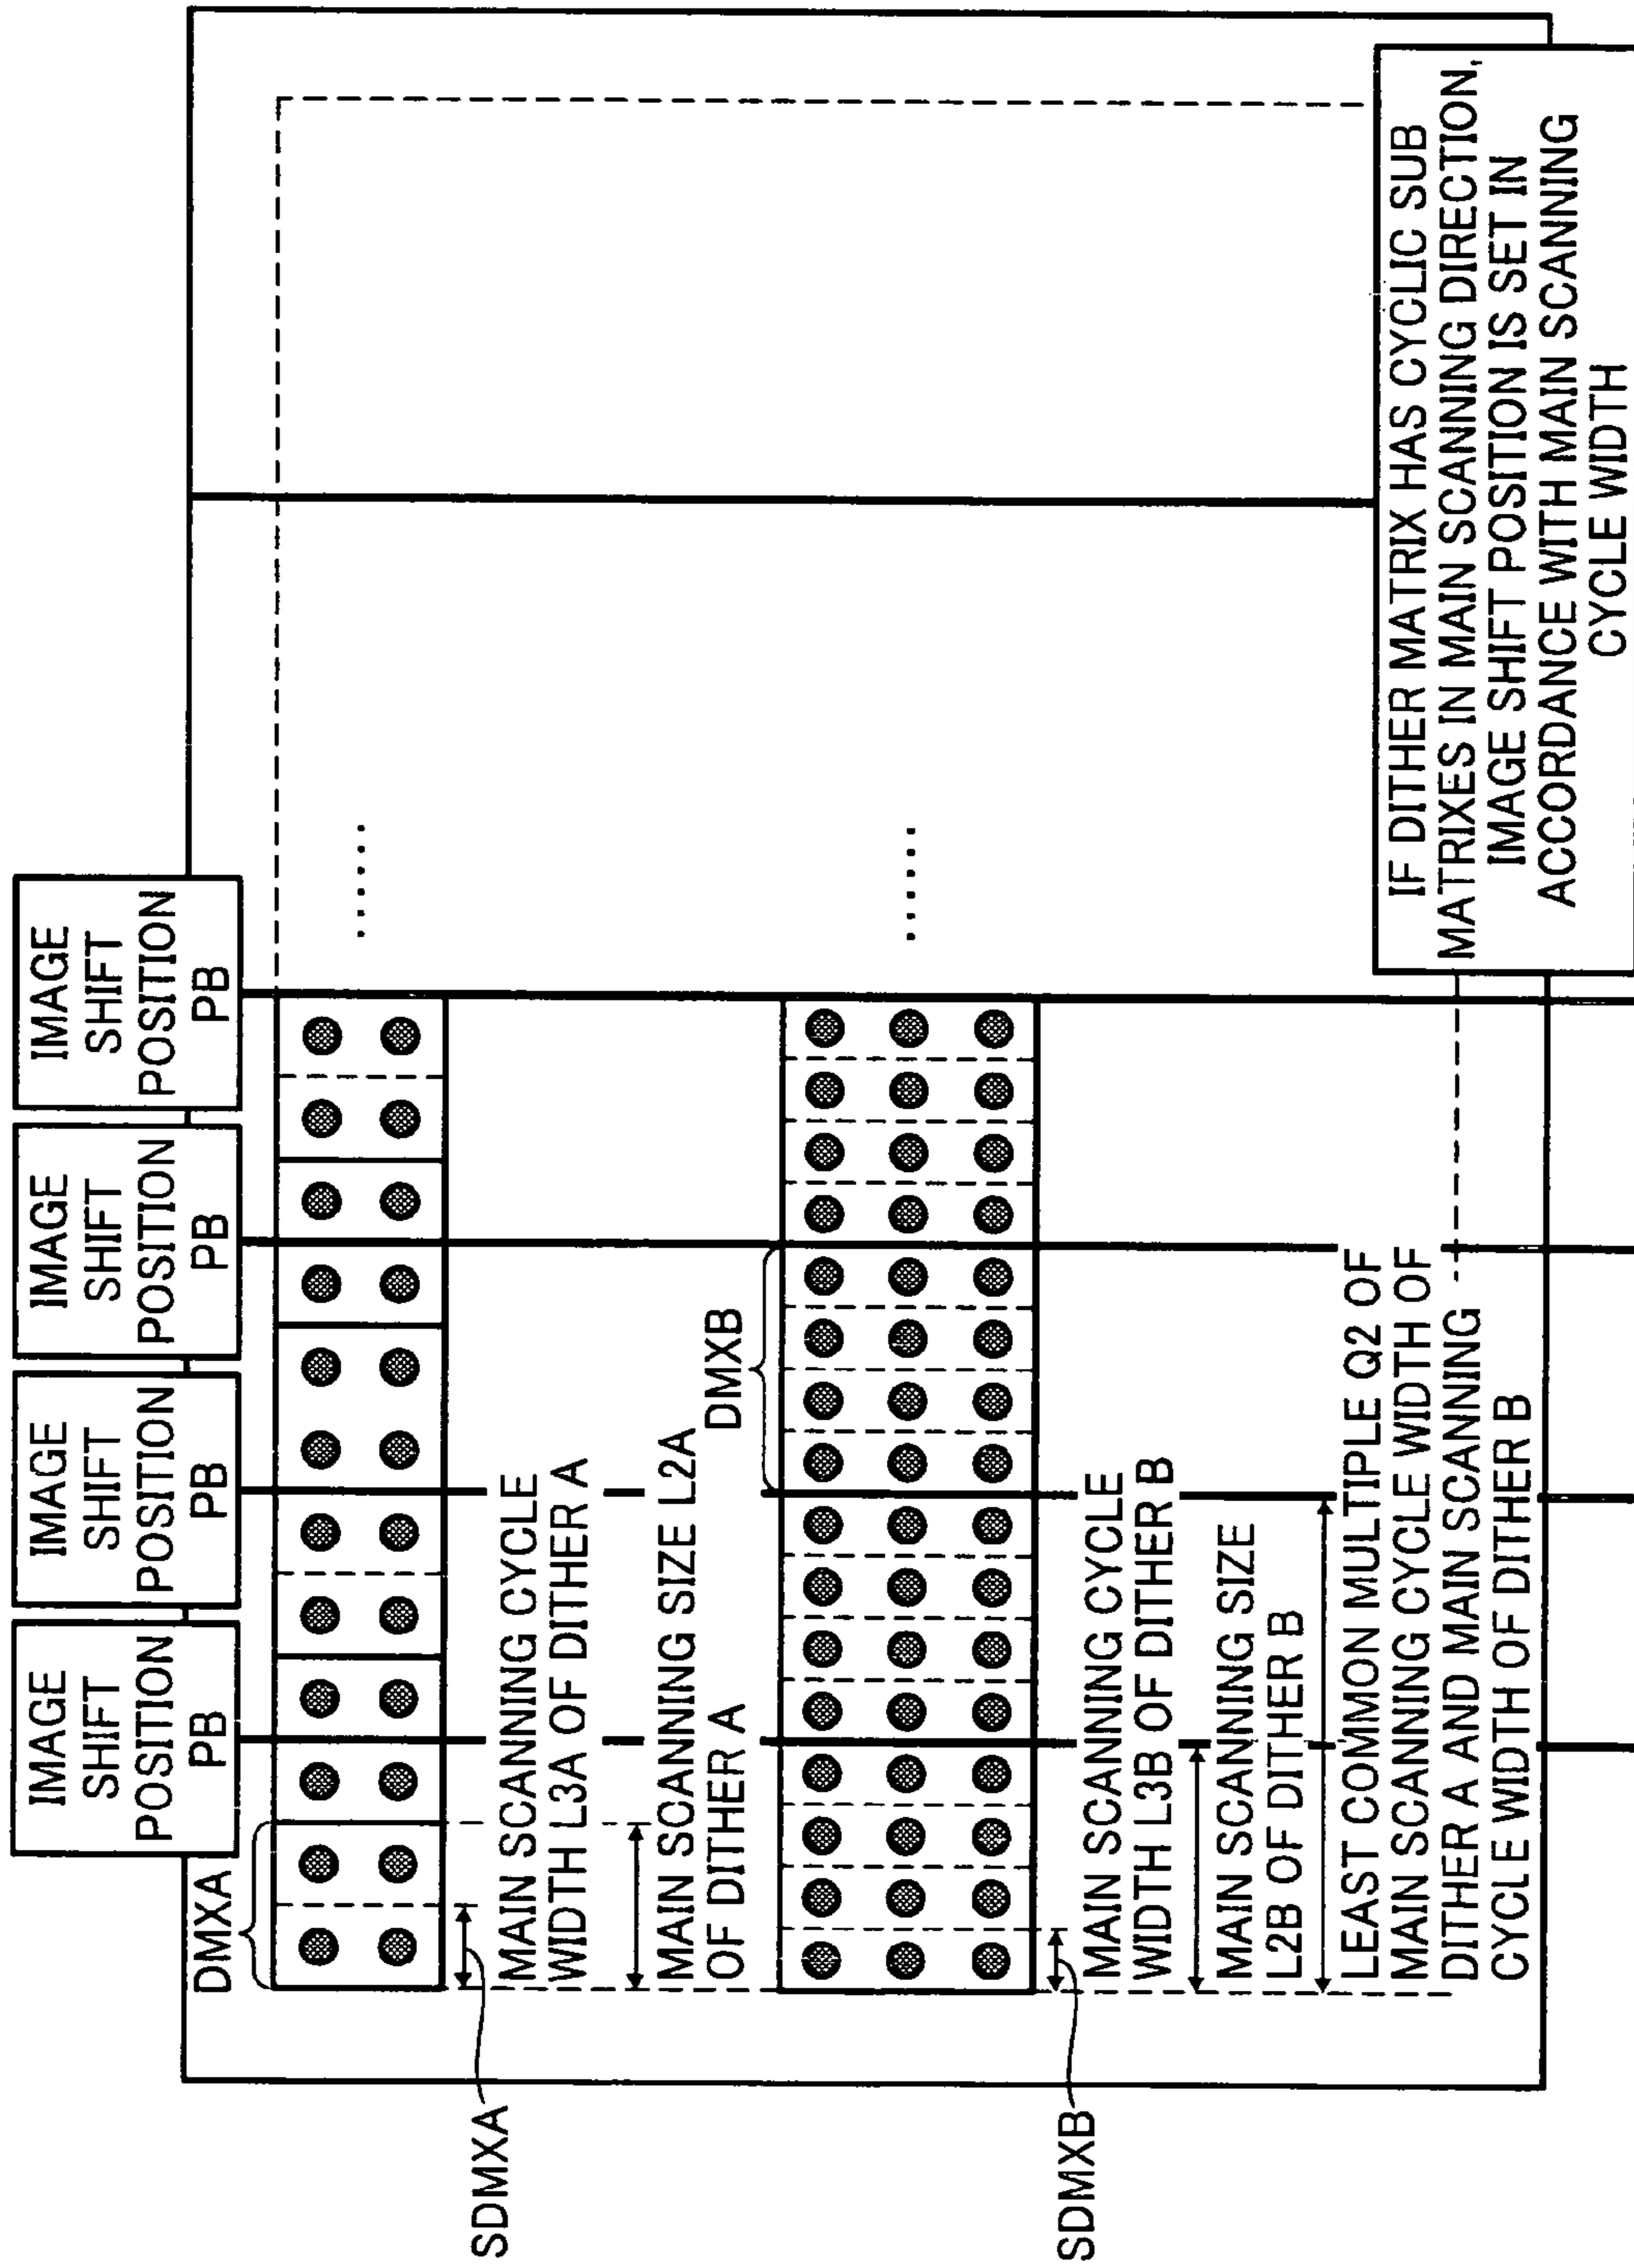 IMAGE
SHIFT
POSITION
PB
IMAGE
SHIFT
POSITION
PB
IMAGE
SHIFT
POSITION
PB
IMAGE
SHIFT
POSITION
PB
DMXA
SDMXA
MAIN SCANNING CYCLE
WIDTH L3A OF DITHER A
MAIN SCANNING SIZE L2A
OF DITHER A
DMXB
SDMXB
MAIN SCANNING CYCLE
WIDTH L3B OF DITHER B
MAIN SCANNING SIZE
L2B OF DITHER B
LEAST COMMON MULTIPLE Q2 OF
MAIN SCANNING CYCLE WIDTH OF
DITHER A AND MAIN SCANNING
CYCLE WIDTH OF DITHER B
IF DITHER MATRIX HAS CYCLIC SUB
MATRIXES IN MAIN SCANNING DIRECTION,
IMAGE SHIFT POSITION IS SET IN
ACCORDANCE WITH MAIN SCANNING
CYCLE WIDTH